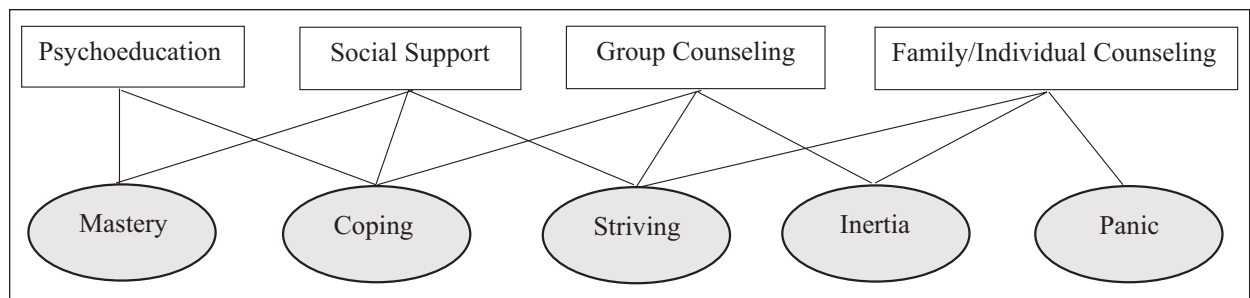 Psychoeducation
Social Support
Group Counseling
Family/Individual Counseling
Mastery
Coping
Striving
Inertia
Panic